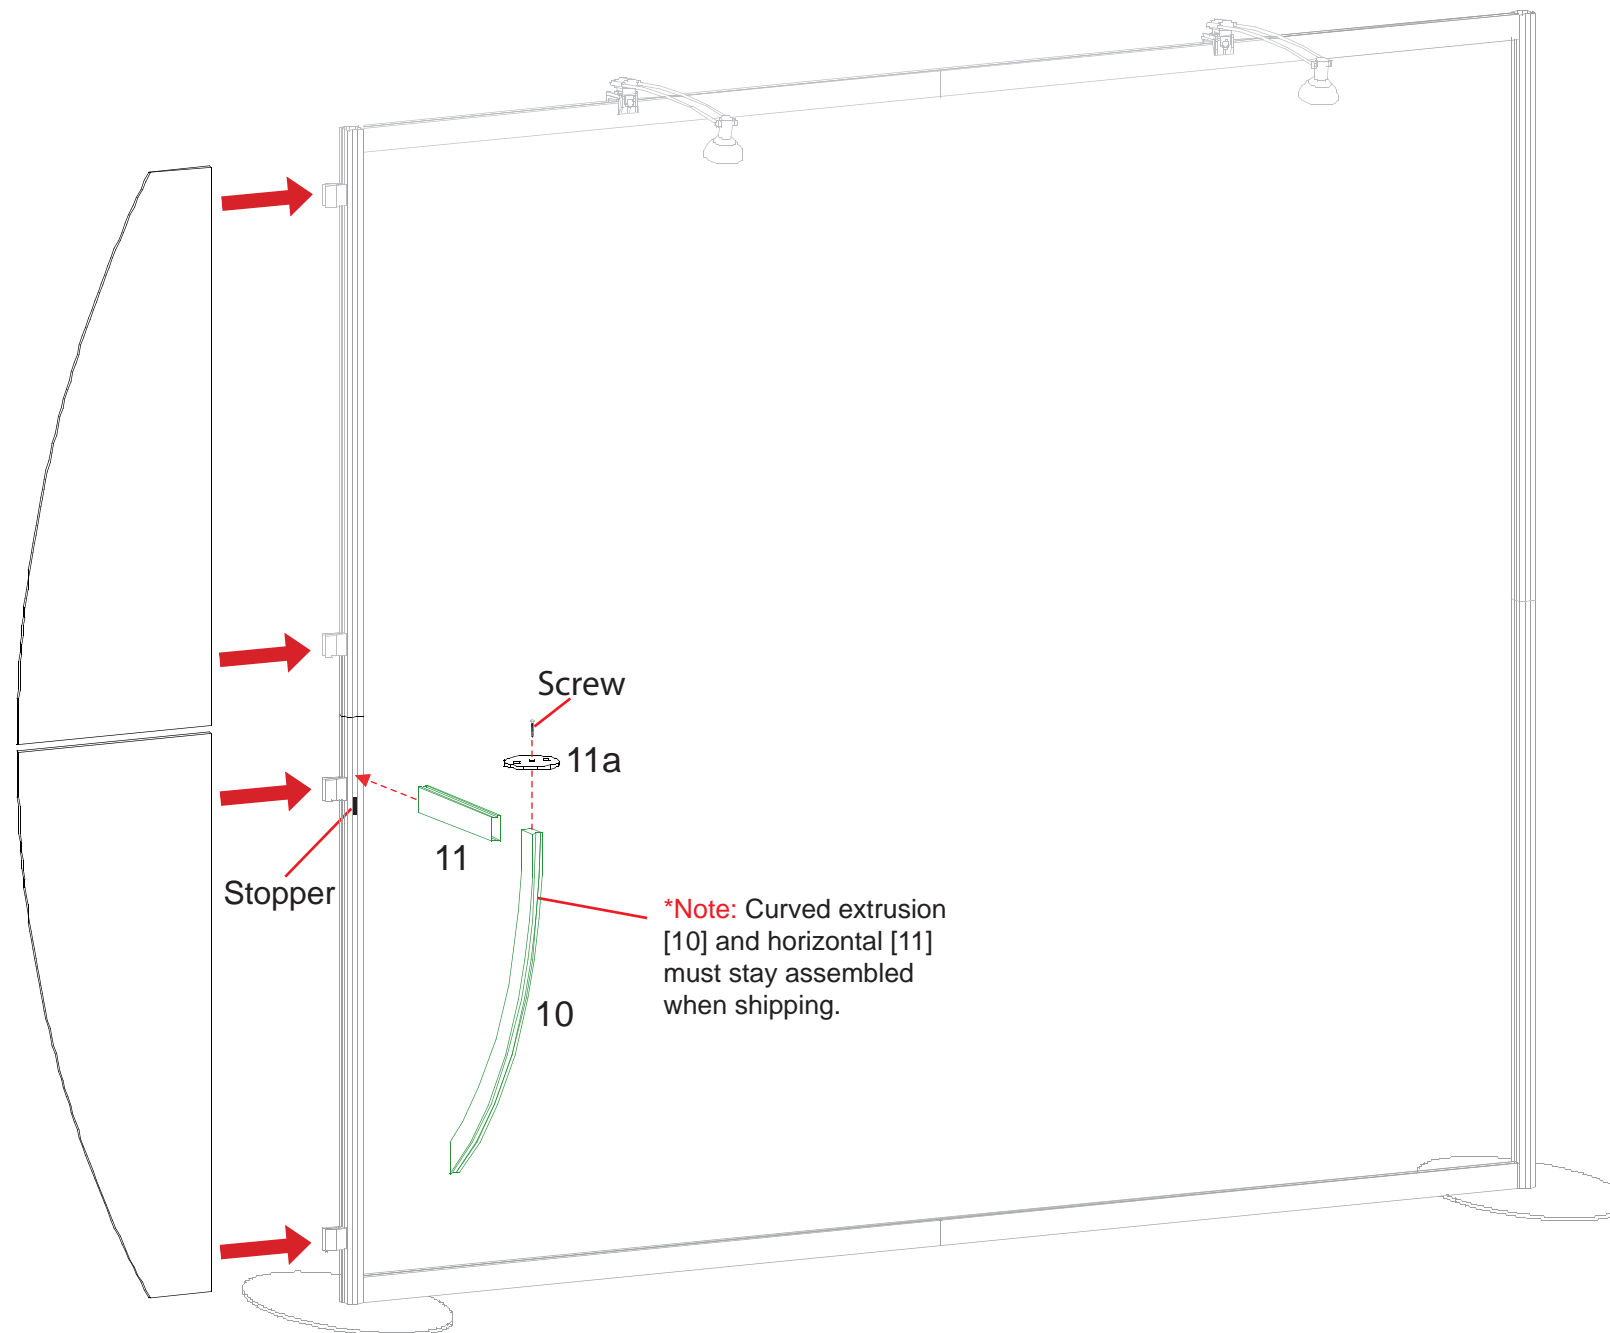 Screw
11a
11
Stopper
*Note: Curved extrusion
[10] and horizontal [11]
must stay assembled
when shipping.
10